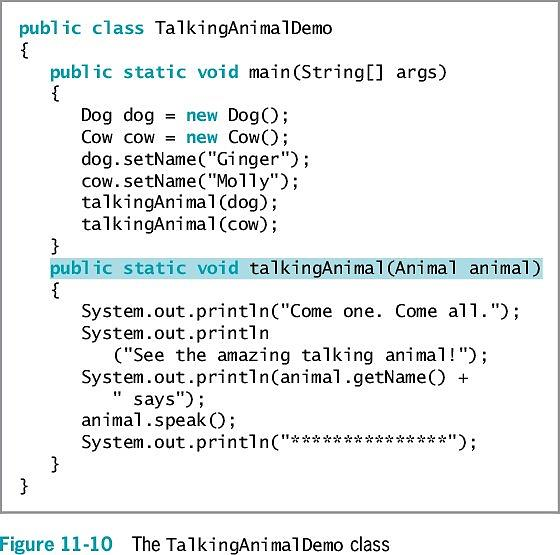 public class TalkingAnimalDemo
{
   public static void main(String[] args)
   {
      Dog dog = new Dog();
      Cow cow = new Cow();
      dog.setName("Ginger");
      cow.setName("Molly");
      talkingAnimal(dog);
      talkingAnimal(cow);
   }
   public static void talkingAnimal(Animal animal)
   {
      System.out.println("Come one. Come all.");
      System.out.println
         ("See the amazing talking animal!");
      System.out.println(animal.getName() +
         " says");
      animal.speak();
      System.out.println("***************");
   }
}
Figure 11-10 The TalkingAnimalDemo class